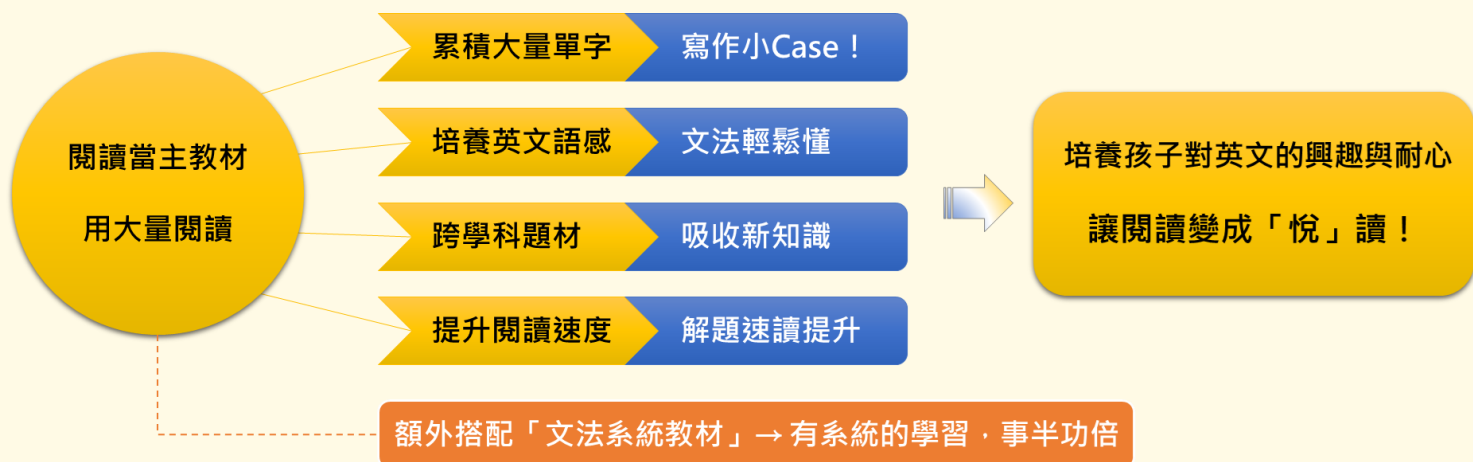 閱讀當主教材
用大量閱讀
累積大量單字
寫作小Case！
培養英文語感
文法輕鬆懂
跨學科題材
吸收新知識
提升閱讀速度
解題速讀提升
培養孩子對英文的興趣與耐心
讓閱讀變成「悅」讀！
額外搭配「文法系統教材」→ 有系統的學習，事半功倍